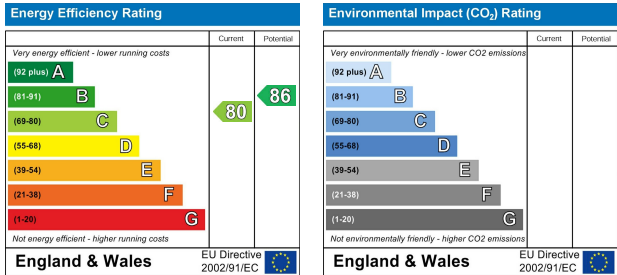 Energy Efficiency Rating
Current Potential
Very energy efficient - lower running costs
(92 plus) A
(81-91) B
(69-80) C
(55-68) D
(39-54) E
(21-38) F
(1-20) G
80
86
Not energy efficient - higher running costs
England & Wales
EU Directive
2002/91/EC
Environmental Impact (CO2) Rating
Current Potential
Very environmentally friendly - lower CO2 emissions
(92 plus) A
(81-91) B
(69-80) C
(55-68) D
(39-54) E
(21-38) F
(1-20) G
Not environmentally friendly - higher CO2 emissions
England & Wales
EU Directive
2002/91/EC